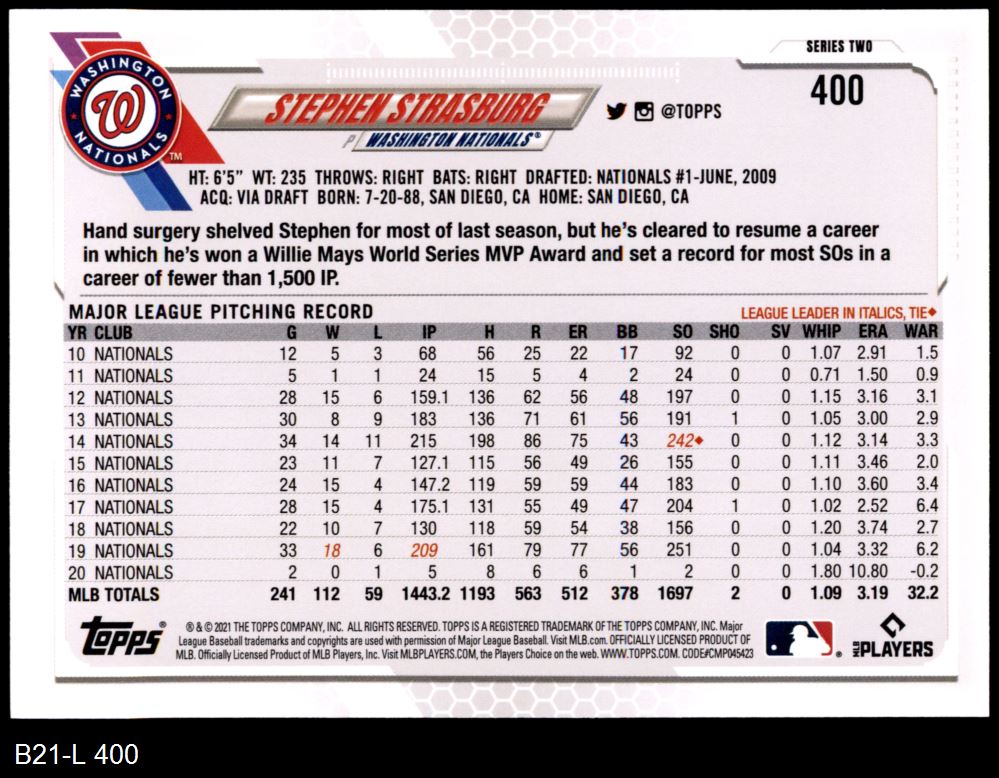 SERIES TWO
400
WASHINGTON
W
NATIONALS
TM
STEPHEN STRASBURG
@TOPPS
P WASHINGTON NATIONALS®
HT: 6'5" WT: 235 THROWS: RIGHT BATS: RIGHT DRAFTED: NATIONALS #1-JUNE, 2009
ACQ: VIA DRAFT BORN: 7-20-88, SAN DIEGO, CA HOME: SAN DIEGO, CA
Hand surgery shelved Stephen for most of last season, but he's cleared to resume a career
in which he's won a Willie Mays World Series MVP Award and set a record for most SOs in a
career of fewer than 1,500 IP.
MAJOR LEAGUE PITCHING RECORD LEAGUE LEADER IN ITALICS, TIE◆
YR CLUB G W L IP H R ER BB SO SHO SV WHIP ERA WAR
10 NATIONALS 12 5 3 68 56 25 22 17 92 0 0 1.07 2.91 1.5
11 NATIONALS 5 1 1 24 15 5 4 2 24 0 0 0.71 1.50 0.9
12 NATIONALS 28 15 6 159.1 136 62 56 48 197 0 0 1.15 3.16 3.1
13 NATIONALS 30 8 9 183 136 71 61 56 191 1 0 1.05 3.00 2.9
14 NATIONALS 34 14 11 215 198 86 75 43 242◆ 0 0 1.12 3.14 3.3
15 NATIONALS 23 11 7 127.1 115 56 49 26 155 0 0 1.11 3.46 2.0
16 NATIONALS 24 15 4 147.2 119 59 59 44 183 0 0 1.10 3.60 3.4
17 NATIONALS 28 15 4 175.1 131 55 49 47 204 1 0 1.02 2.52 6.4
18 NATIONALS 22 10 7 130 118 59 54 38 156 0 0 1.20 3.74 2.7
19 NATIONALS 33 18 6 209 161 79 77 56 251 0 0 1.04 3.32 6.2
20 NATIONALS 2 0 1 5 8 6 6 1 2 0 0 1.80 10.80 -0.2
MLB TOTALS 241 112 59 1443.2 1193 563 512 378 1697 2 0 1.09 3.19 32.2
TOPPS®
® & © 2021 THE TOPPS COMPANY, INC. ALL RIGHTS RESERVED. TOPPS IS A REGISTERED TRADEMARK OF THE TOPPS COMPANY, INC. Major
League Baseball trademarks and copyrights are used with permission of Major League Baseball. Visit MLB.com. OFFICIALLY LICENSED PRODUCT OF
MLB. Officially Licensed Product of MLB Players, Inc. Visit MLBPLAYERS.COM, the Players Choice on the web. WWW.TOPPS.COM. CODE#CMP045423
MLB PLAYERS
B21-L 400